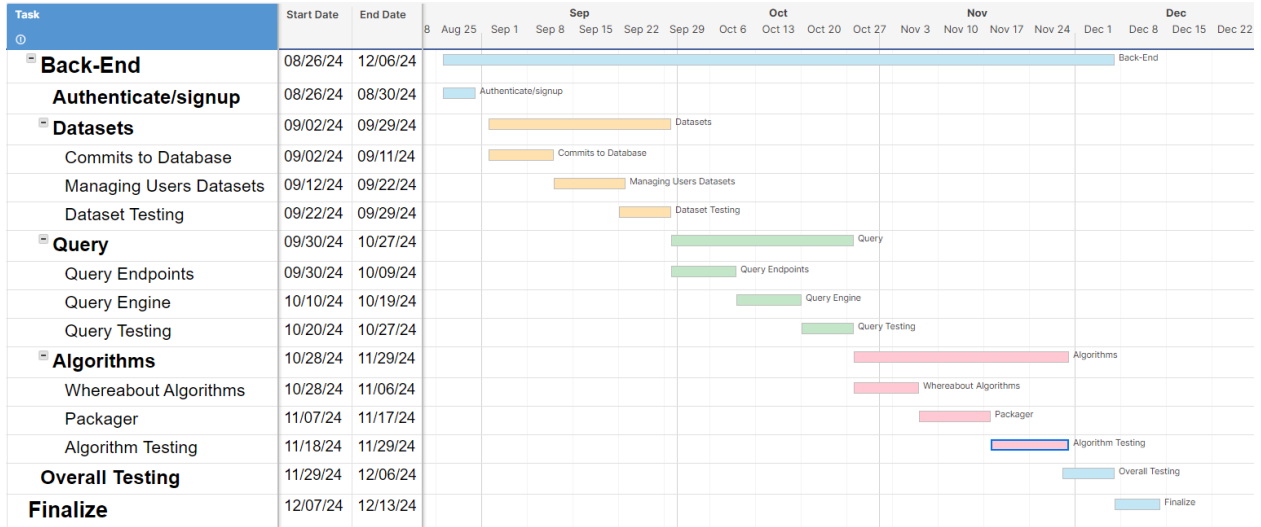 Task Start Date End Date Sep Oct Nov Dec
8 Aug 25 Sep 1 Sep 8 Sep 15 Sep 22 Sep 29 Oct 6 Oct 13 Oct 20 Oct 27 Nov 3 Nov 10 Nov 17 Nov 24 Dec 1 Dec 8 Dec 15 Dec 22
Back-End 08/26/24 12/06/24 Back-End
Authenticate/signup 08/26/24 08/30/24 Authenticate/signup
Datasets 09/02/24 09/29/24 Datasets
Commits to Database 09/02/24 09/11/24 Commits to Database
Managing Users Datasets 09/12/24 09/22/24 Managing Users Datasets
Dataset Testing 09/22/24 09/29/24 Dataset Testing
Query 09/30/24 10/27/24 Query
Query Endpoints 09/30/24 10/09/24 Query Endpoints
Query Engine 10/10/24 10/19/24 Query Engine
Query Testing 10/20/24 10/27/24 Query Testing
Algorithms 10/28/24 11/29/24 Algorithms
Whereabout Algorithms 10/28/24 11/06/24 Whereabout Algorithms
Packager 11/07/24 11/17/24 Packager
Algorithm Testing 11/18/24 11/29/24 Algorithm Testing
Overall Testing 11/29/24 12/06/24 Overall Testing
Finalize 12/07/24 12/13/24 Finalize